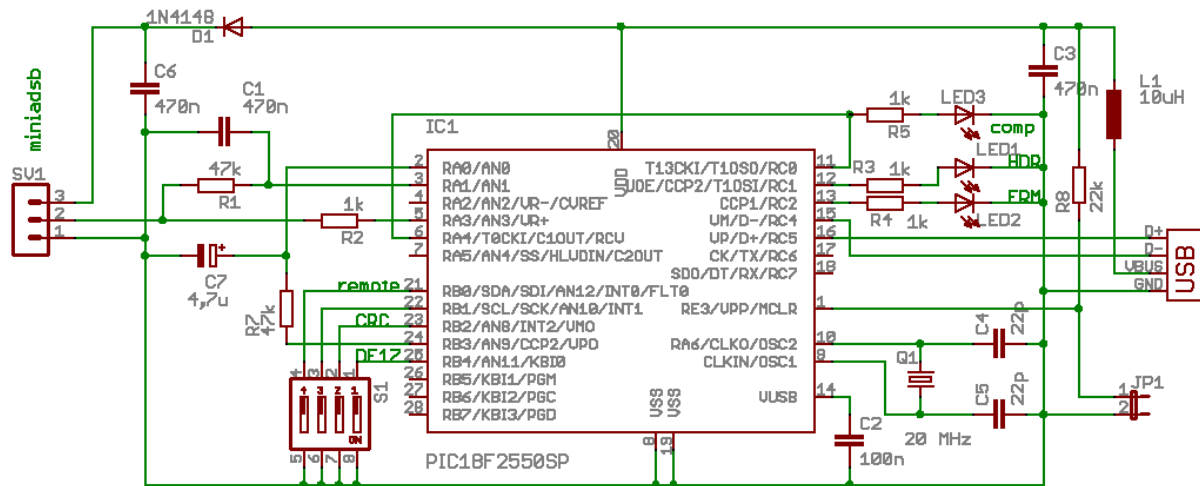 1N4148
D1
C6
470n
C1
470n
miniadsb
SV1
3
2
1
47k
R1
1k
R2
C7
4,7u
+
R7
47k
remote
CRC
DF17
4 3 2 1
4 3 2 1
ON
S1
5 6 7 8
IC1
20
VDD
2 RA0/AN0
3 RA1/AN1
4 RA2/AN2/VR-/CVREF
5 RA3/AN3/VR+
6 RA4/T0CKI/C1OUT/RCV
7 RA5/AN4/SS/HLVDIN/C2OUT
21 RB0/SDA/SDI/AN12/INT0/FLT0
22 RB1/SCL/SCK/AN10/INT1
23 RB2/AN8/INT2/VMO
24 RB3/AN9/CCP2/VPO
25 RB4/AN11/KBI0
26 RB5/KBI1/PGM
27 RB6/KBI2/PGC
28 RB7/KBI3/PGD
T13CKI/T1OSO/RC0 11
UOE/CCP2/T1OSI/RC1 12
CCP1/RC2 13
VM/D-/RC4 15
VP/D+/RC5 16
CK/TX/RC6 17
SDO/DT/RX/RC7 18
RE3/VPP/MCLR 1
RA6/CLKO/OSC2 10
CLKIN/OSC1 9
VUSB 14
VSS
VSS
8
19
PIC18F2550SP
1k
R5
LED3
comp
R3
1k
LED1
HDR
R4
1k
FRM
LED2
C3
470n
L1
10uH
R8
22k
D+
D-
VBUS
GND
USB
C4
22p
Q1
20 MHz
C5
22p
C2
100n
JP1
1
2